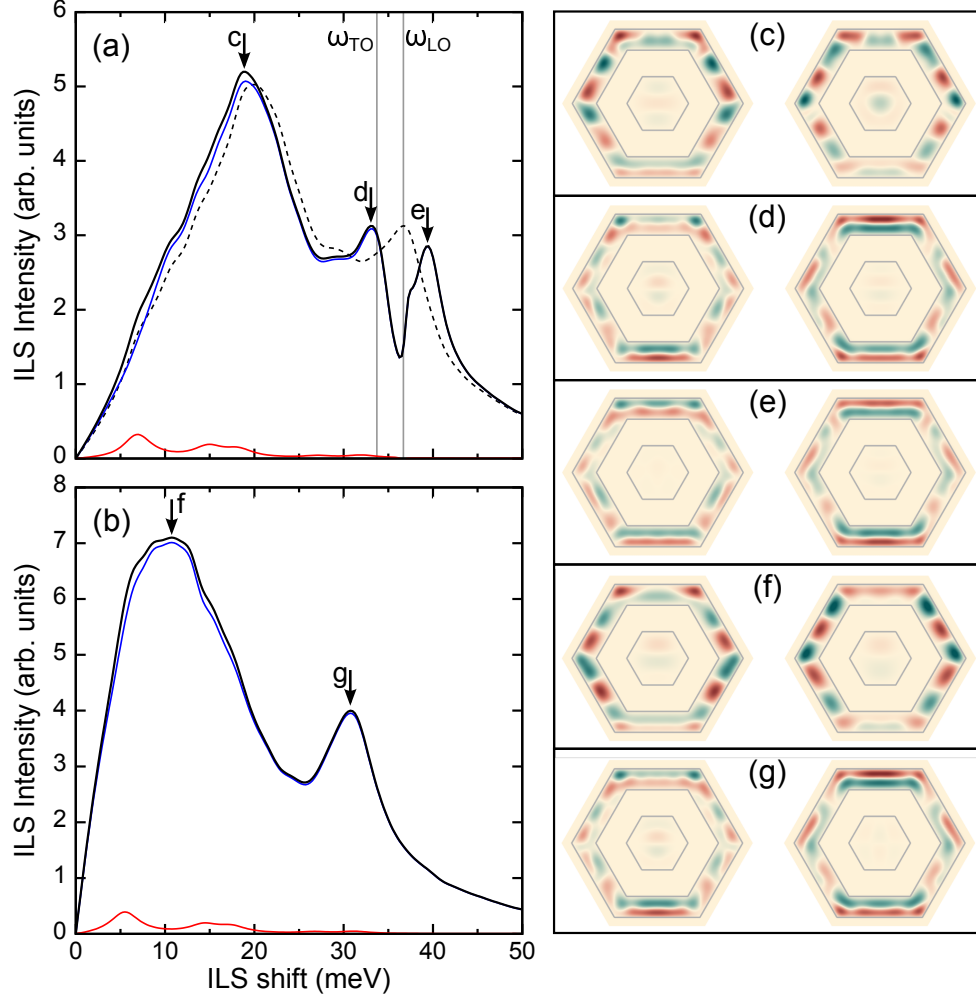 (a)
c
ω_TO
ω_LO
d
e
ILS Intensity (arb. units)
6
5
4
3
2
1
0
(b)
f
g
ILS Intensity (arb. units)
8
7
6
5
4
3
2
1
0
0 10 20 30 40 50
ILS shift (meV)
(c)
(d)
(e)
(f)
(g)